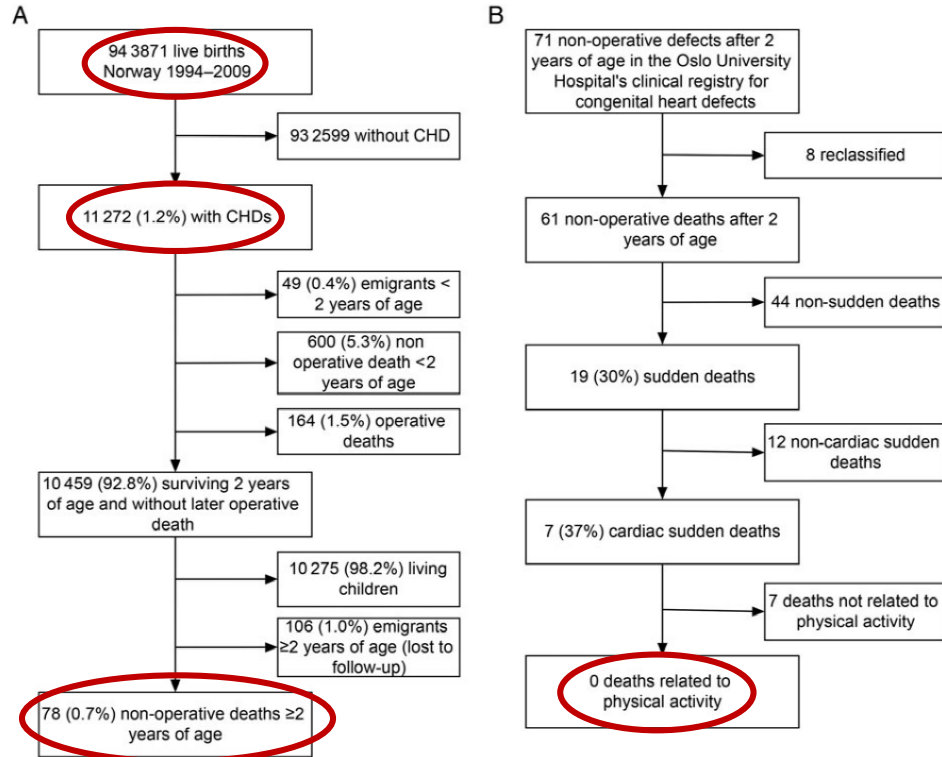 A
94 3871 live births
Norway 1994–2009
93 2599 without CHD
11 272 (1.2%) with CHDs
49 (0.4%) emigrants <
2 years of age
600 (5.3%) non
operative death <2
years of age
164 (1.5%) operative
deaths
10 459 (92.8%) surviving 2
years of age and without later operative
death
10 275 (98.2%) living
children
106 (1.0%) emigrants
≥2 years of age (lost to
follow-up)
78 (0.7%) non-operative deaths ≥2
years of age
B
71 non-operative defects after 2
years of age in the Oslo University
Hospital's clinical registry for
congenital heart defects
8 reclassified
61 non-operative deaths after 2
years of age
44 non-sudden deaths
19 (30%) sudden deaths
12 non-cardiac sudden
deaths
7 (37%) cardiac sudden deaths
7 deaths not related to
physical activity
0 deaths related to
physical activity